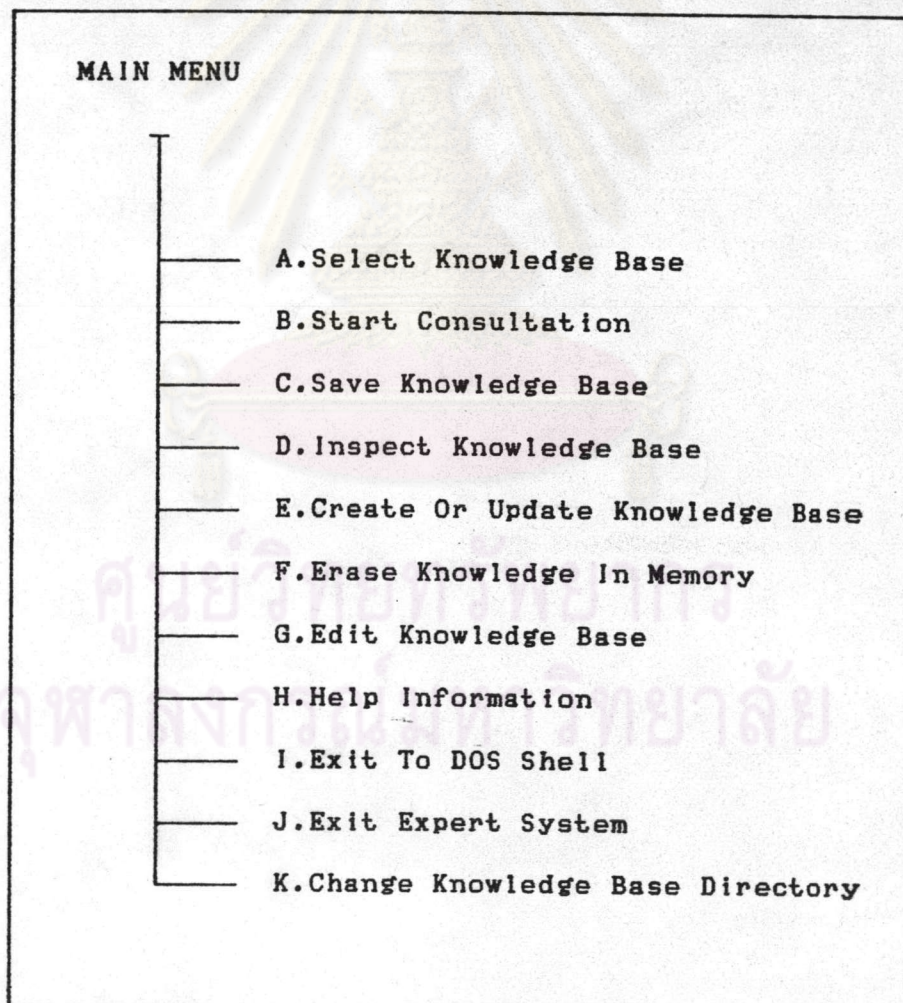 MAIN MENU
A.Select Knowledge Base
B.Start Consultation
C.Save Knowledge Base
D.Inspect Knowledge Base
E.Create Or Update Knowledge Base
F.Erase Knowledge In Memory
ศูนย์วิทยทรัพยากร
G.Edit Knowledge Base
H.Help Information
จุฬาลงกรณ์มหาวิทยาลัย
I.Exit To DOS Shell
J.Exit Expert System
K.Change Knowledge Base Directory